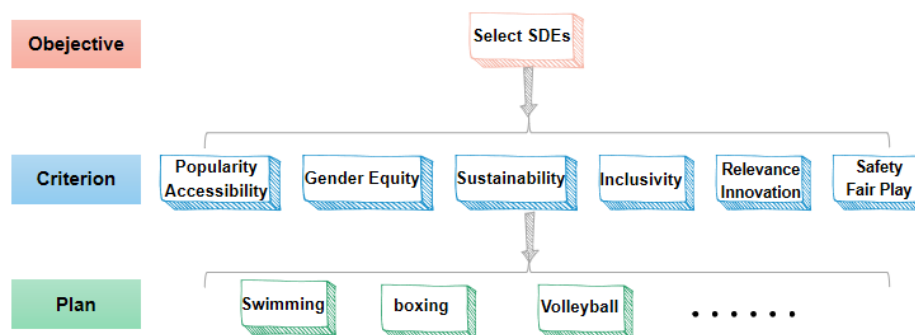 Obejective
Select SDEs
Criterion
Popularity
Accessibility
Gender Equity
Sustainability
Inclusivity
Relevance
Innovation
Safety
Fair Play
Plan
Swimming
boxing
Volleyball
......